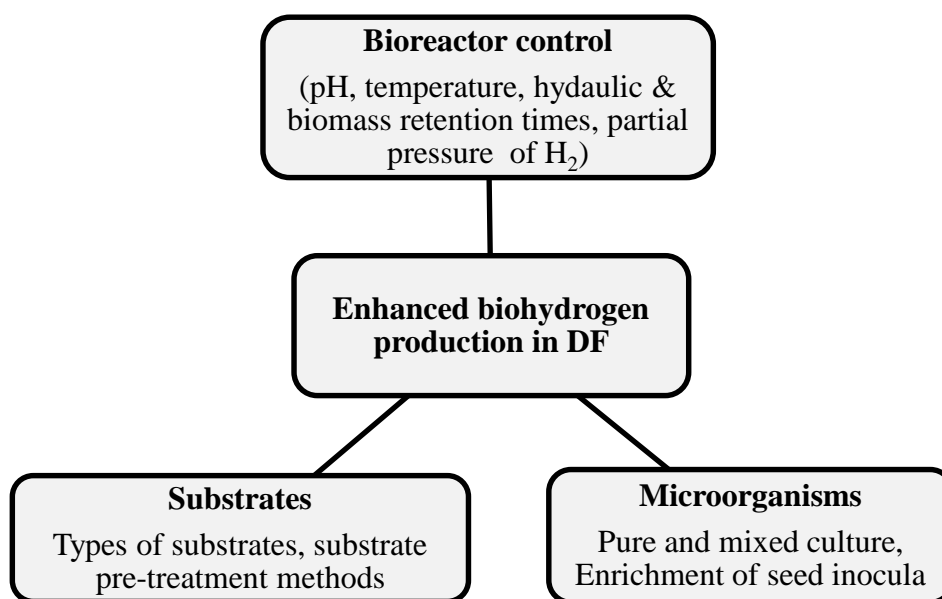 Bioreactor control
(pH, temperature, hydaulic &
biomass retention times, partial
pressure of H₂)
Enhanced biohydrogen
production in DF
Substrates
Types of substrates, substrate
pre-treatment methods
Microorganisms
Pure and mixed culture,
Enrichment of seed inocula